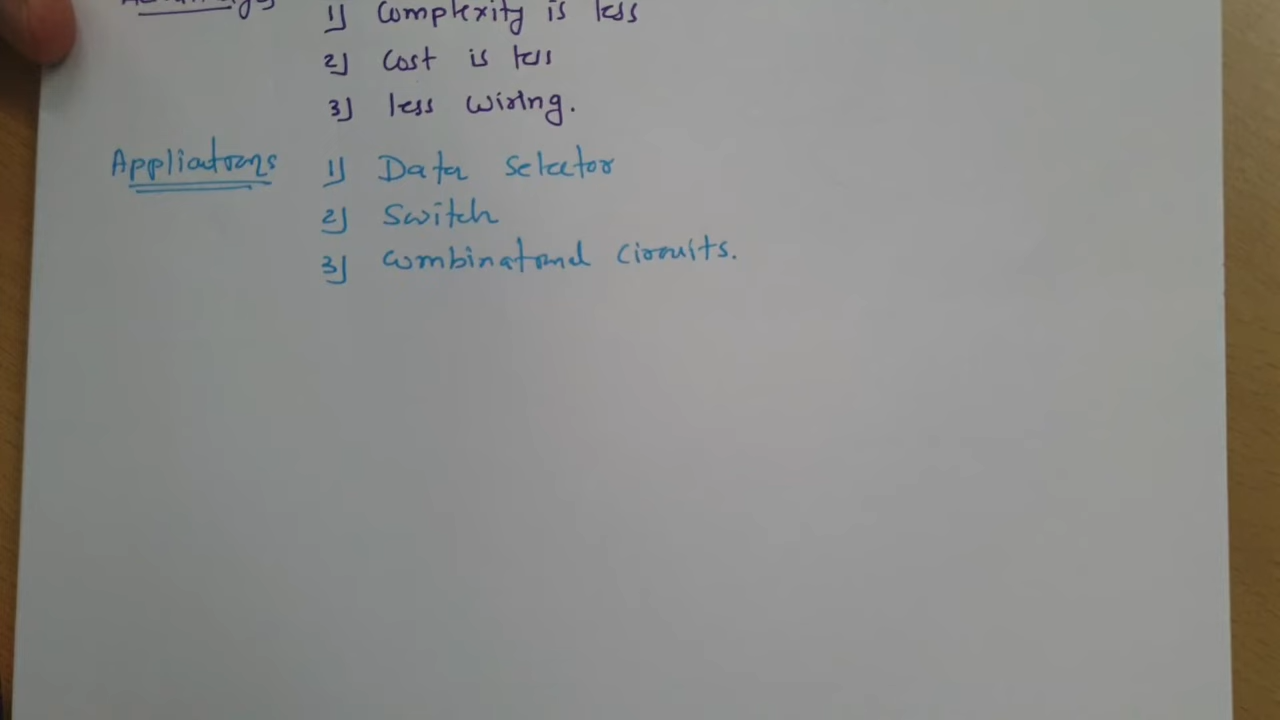 1) Complexity is less
2) Cost is less
3) less wiring.
Applications 1) Data Selector
2) Switch
3) Combinational Circuits.